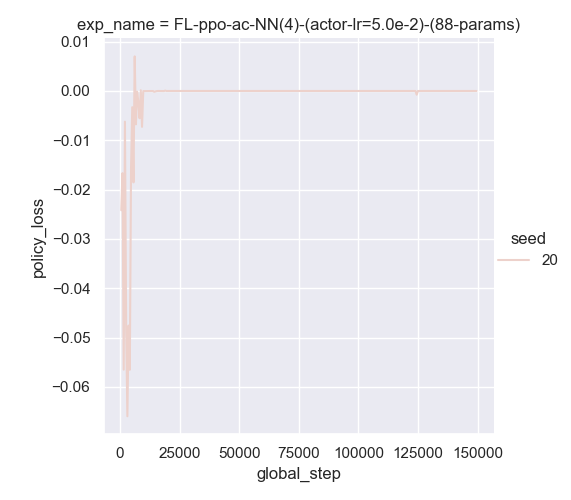 exp_name = FL-ppo-ac-NN(4)-(actor-lr=5.0e-2)-(88-params)
0.01
0.00
−0.01
−0.02
−0.03
−0.04
−0.05
−0.06
policy_loss
seed
20
0 25000 50000 75000 100000 125000 150000
global_step